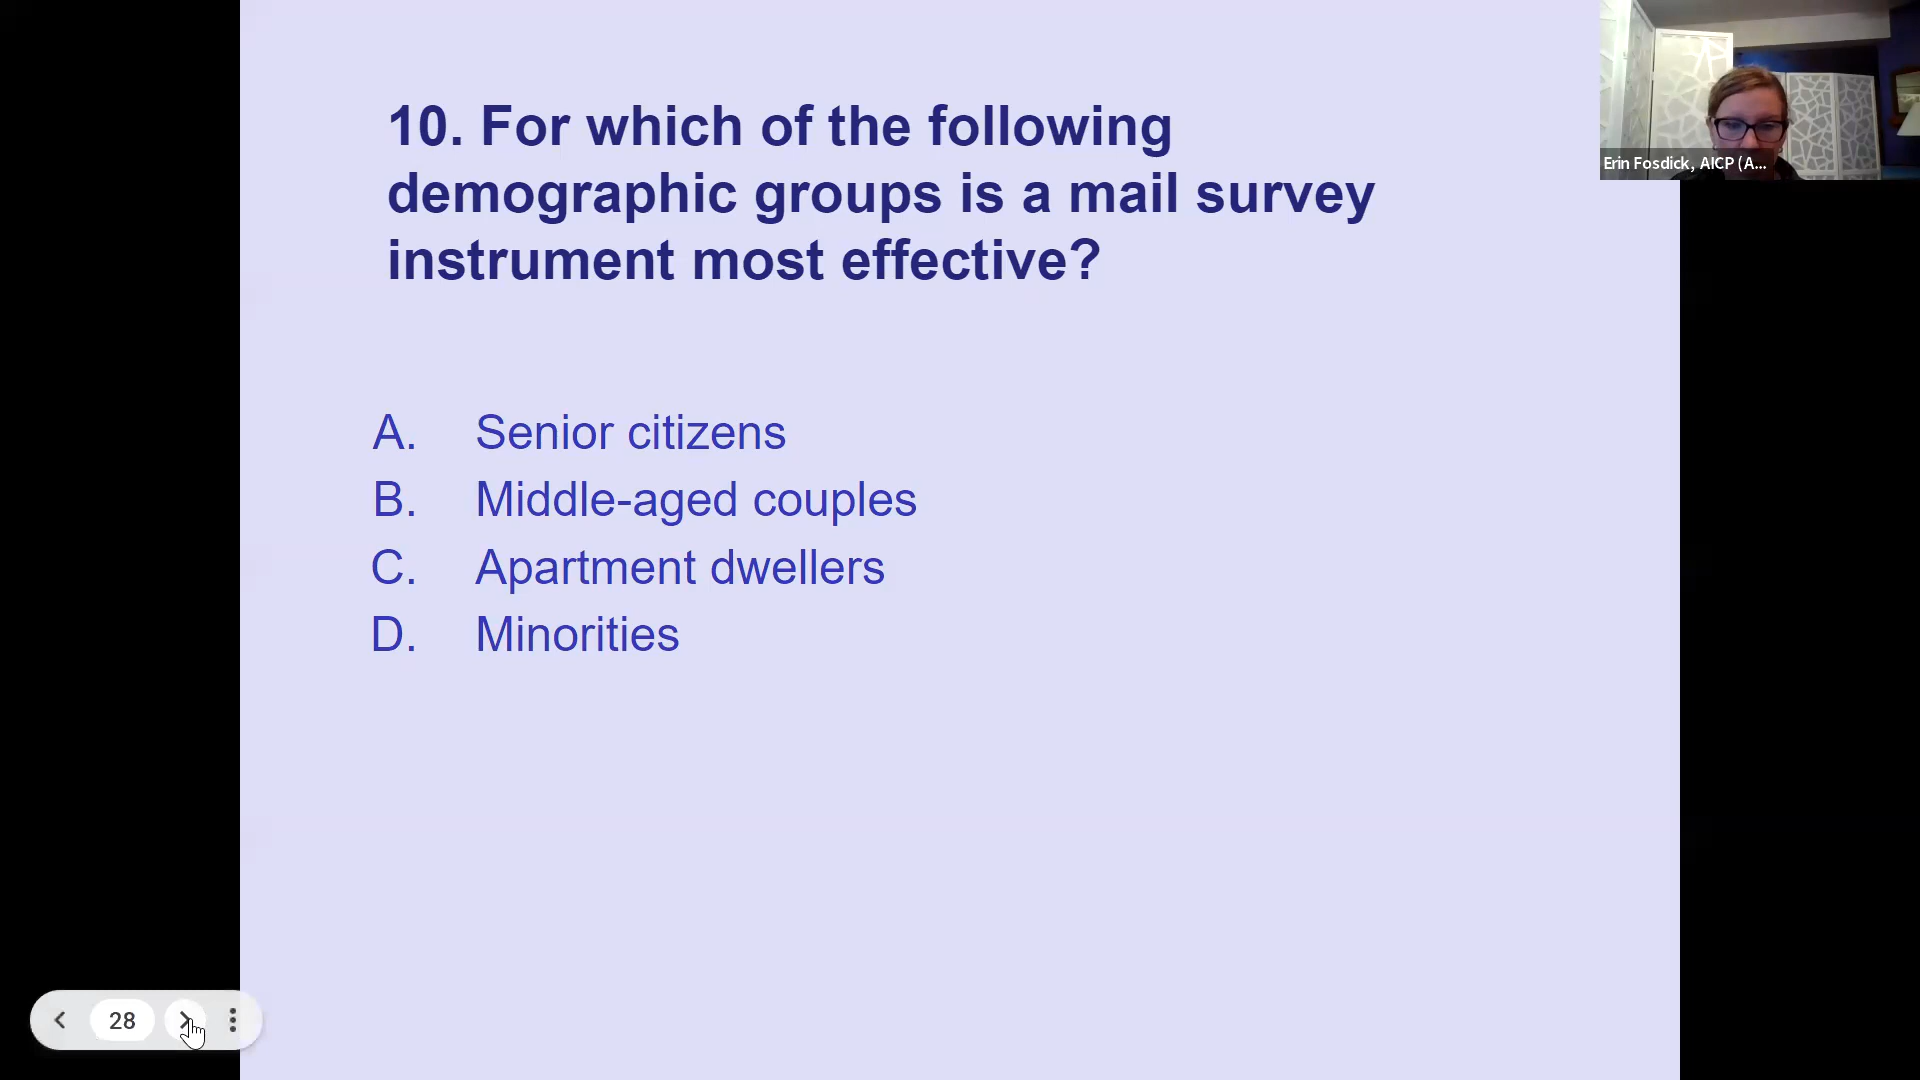 10. For which of the following
demographic groups is a mail survey
instrument most effective?
A. Senior citizens
B. Middle-aged couples
C. Apartment dwellers
D. Minorities
Erin Fosdick, AICP (A...
28